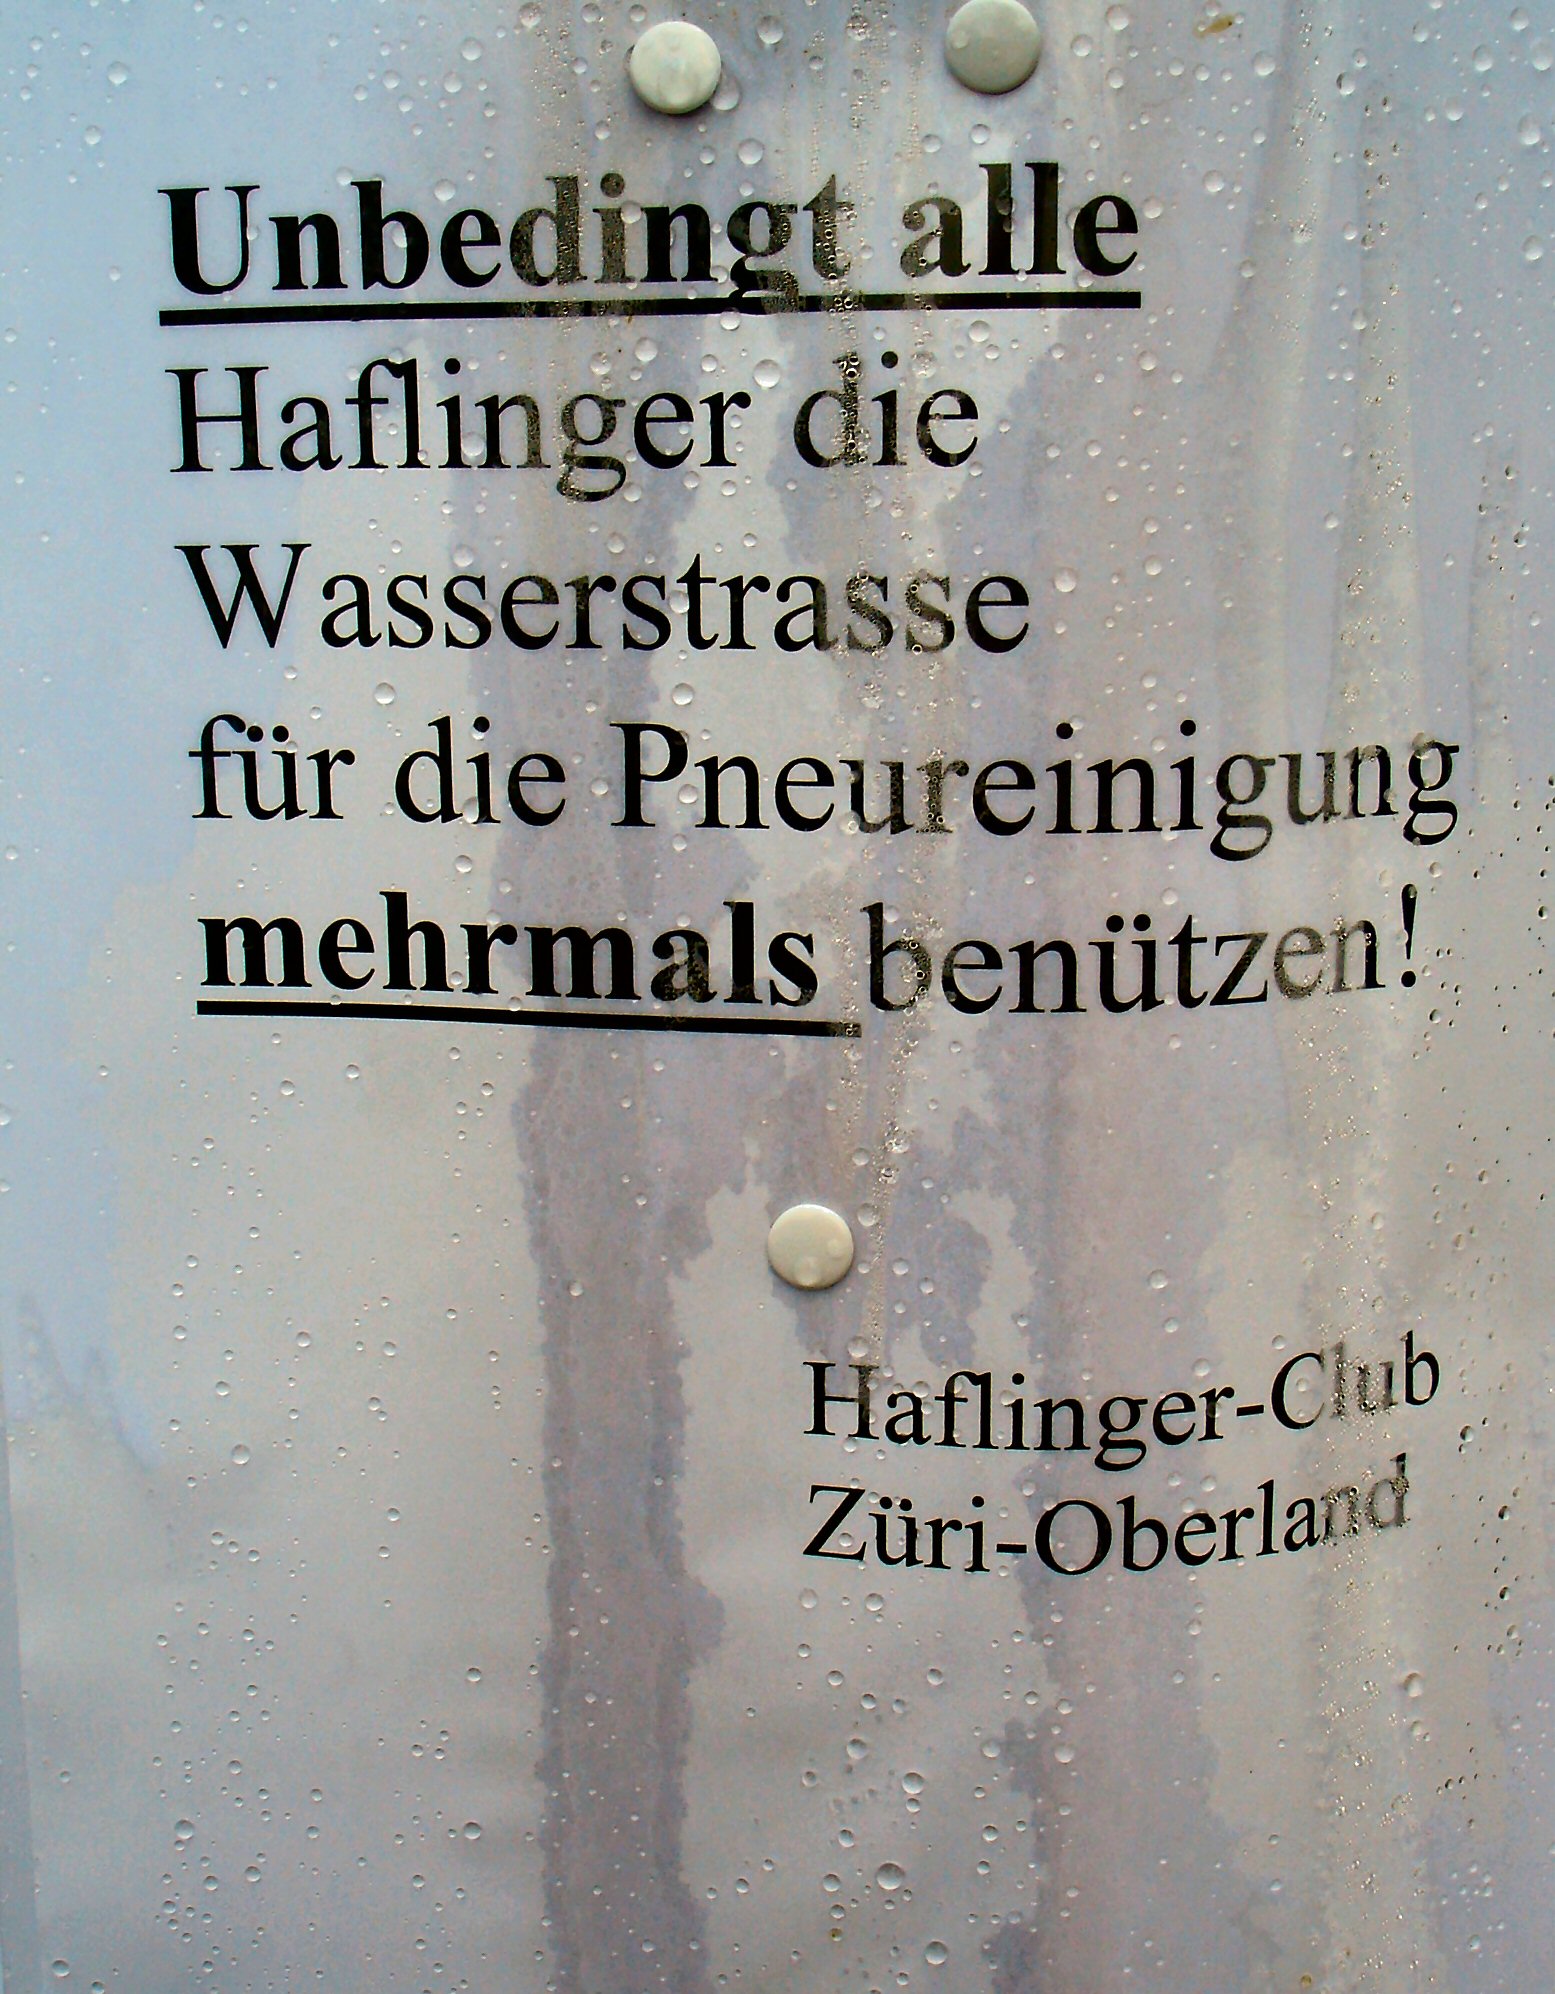 Unbedingt alle
Haflinger die
Wasserstrasse
für die Pneureinigung
mehrmals benützen!
Haflinger-Club
Züri-Oberland